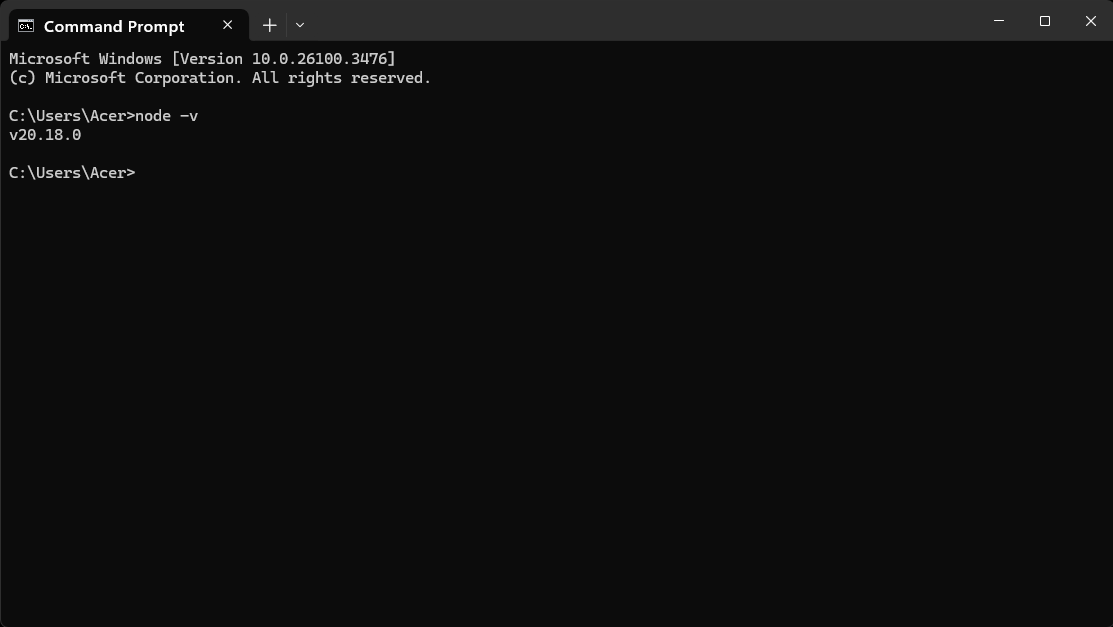 Command Prompt
Microsoft Windows [Version 10.0.26100.3476]
(c) Microsoft Corporation. All rights reserved.
C:\Users\Acer>node -v
v20.18.0
C:\Users\Acer>